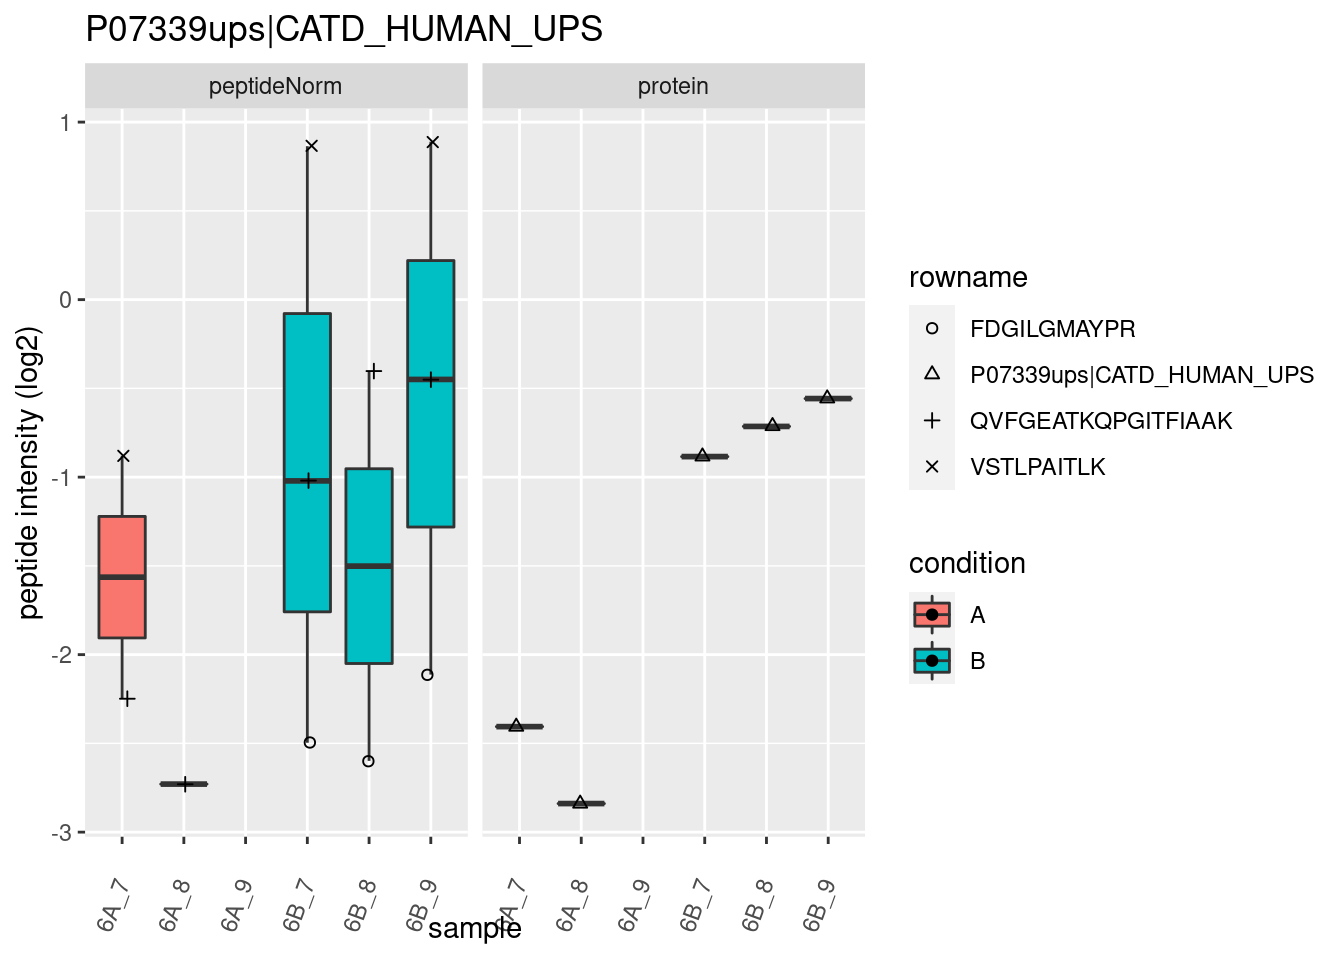 P07339ups|CATD_HUMAN_UPS
peptideNorm
protein
1
0
-1
-2
-3
peptide intensity (log2)
6A_7
6A_8
6A_9
6B_7
6B_8
6B_9
6A_7
6A_8
6A_9
6B_7
6B_8
6B_9
sample
rowname
FDGILGMAYPR
P07339ups|CATD_HUMAN_UPS
QVFGEATKQPGITFIAAK
VSTLPAITLK
condition
A
B